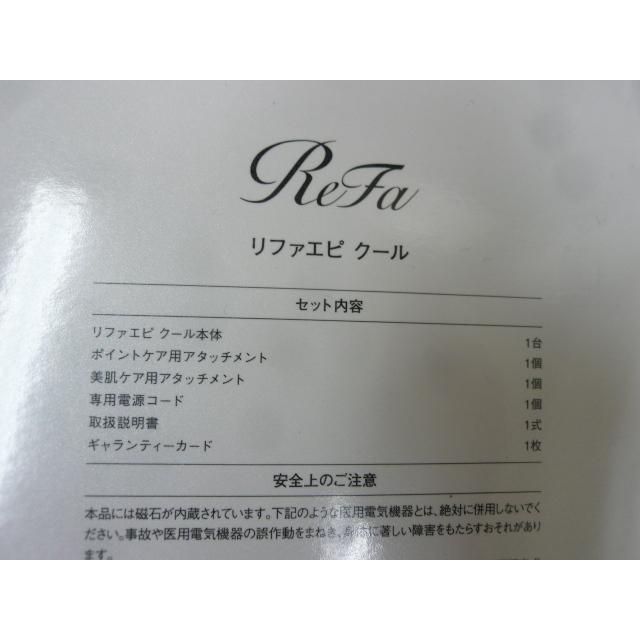 ReFa
リファエピ クール
セット内容
リファエピ クール本体 1台
ポイントケア用アタッチメント 1個
美肌ケア用アタッチメント 1個
専用電源コード 1個
取扱説明書 1式
ギャランティーカード 1枚
安全上のご注意
本品には磁石が内蔵されています。下記のような医用電気機器とは、絶対に併用しないでく
ださい。事故や医用電気機器の誤作動をまねき、身体に著しい障害をもたらすおそれがあり
ます。